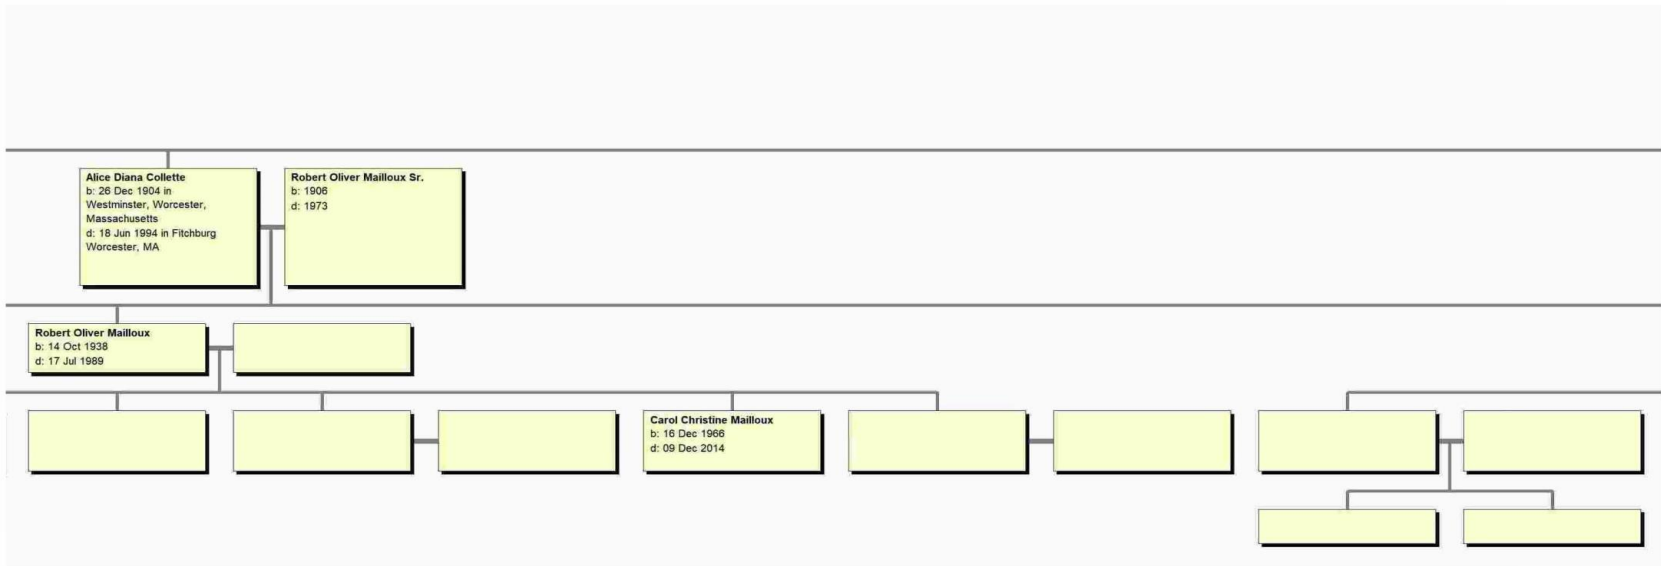 Alice Diana Collette
b: 26 Dec 1904 in
Westminster, Worcester,
Massachusetts
d: 18 Jun 1994 in Fitchburg
Worcester, MA
Robert Oliver Mailloux Sr.
b: 1906
d: 1973
Robert Oliver Mailloux
b: 14 Oct 1938
d: 17 Jul 1989
Carol Christine Mailloux
b: 16 Dec 1966
d: 09 Dec 2014